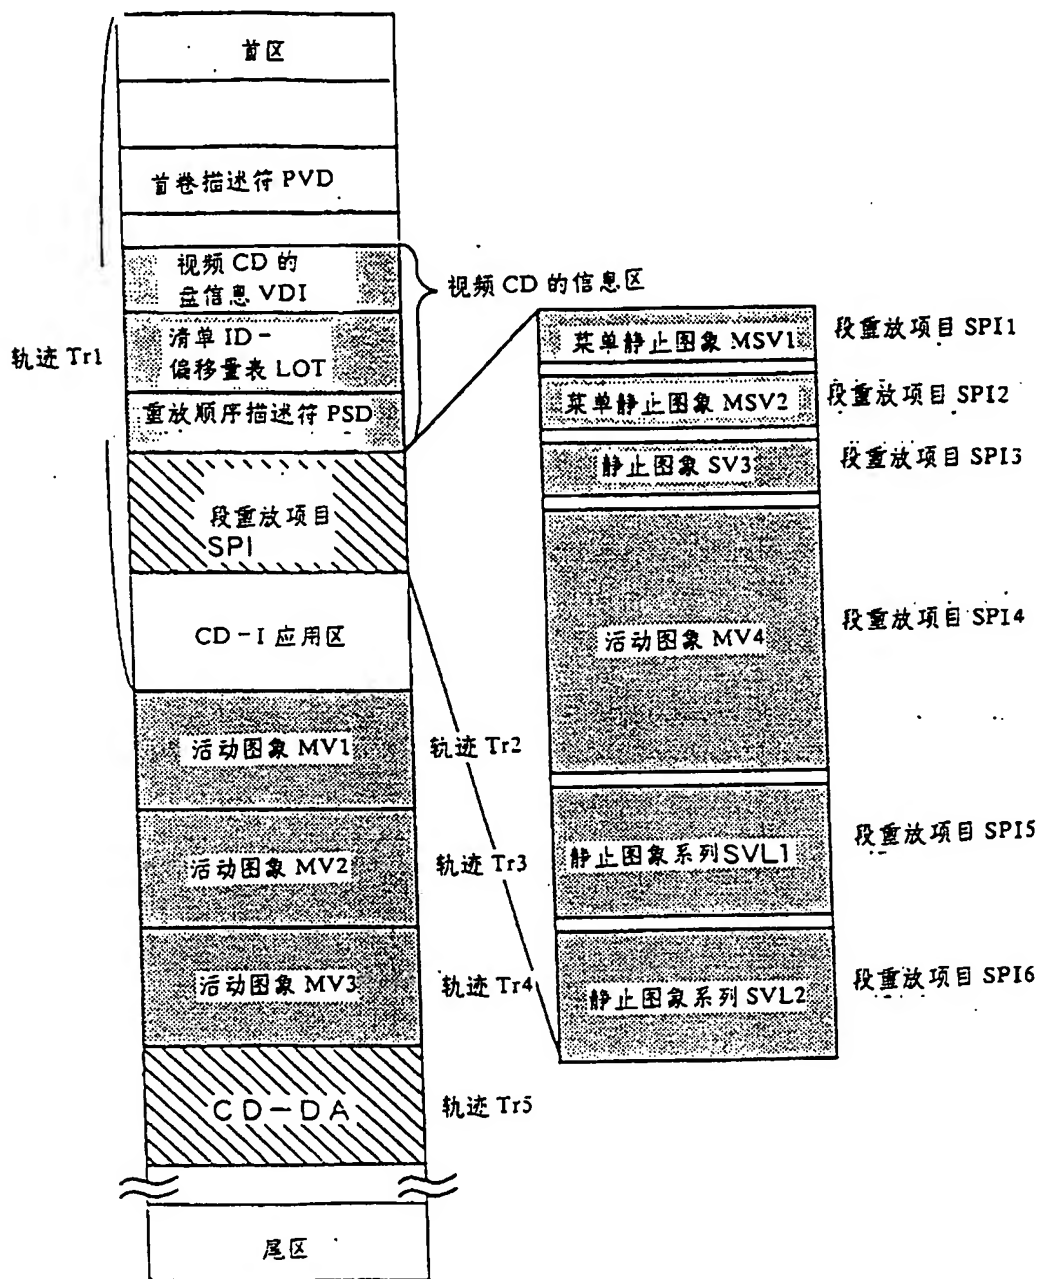 首区
首卷描述符 PVD
视频 CD 的
盘信息 VDI
视频 CD 的信息区
清单 ID-
偏移量表 LOT
轨迹 Tr1
重放顺序描述符 PSD
段重放项目
SPI
CD-I 应用区
活动图象 MV1
轨迹 Tr2
活动图象 MV2
轨迹 Tr3
活动图象 MV3
轨迹 Tr4
CD-DA
轨迹 Tr5
尾区
菜单静止图象 MSV1
段重放项目 SPI1
菜单静止图象 MSV2
段重放项目 SPI2
静止图象 SV3
段重放项目 SPI3
活动图象 MV4
段重放项目 SPI4
静止图象系列SVL1
段重放项目 SPI5
静止图象系列 SVL2
段重放项目 SPI6